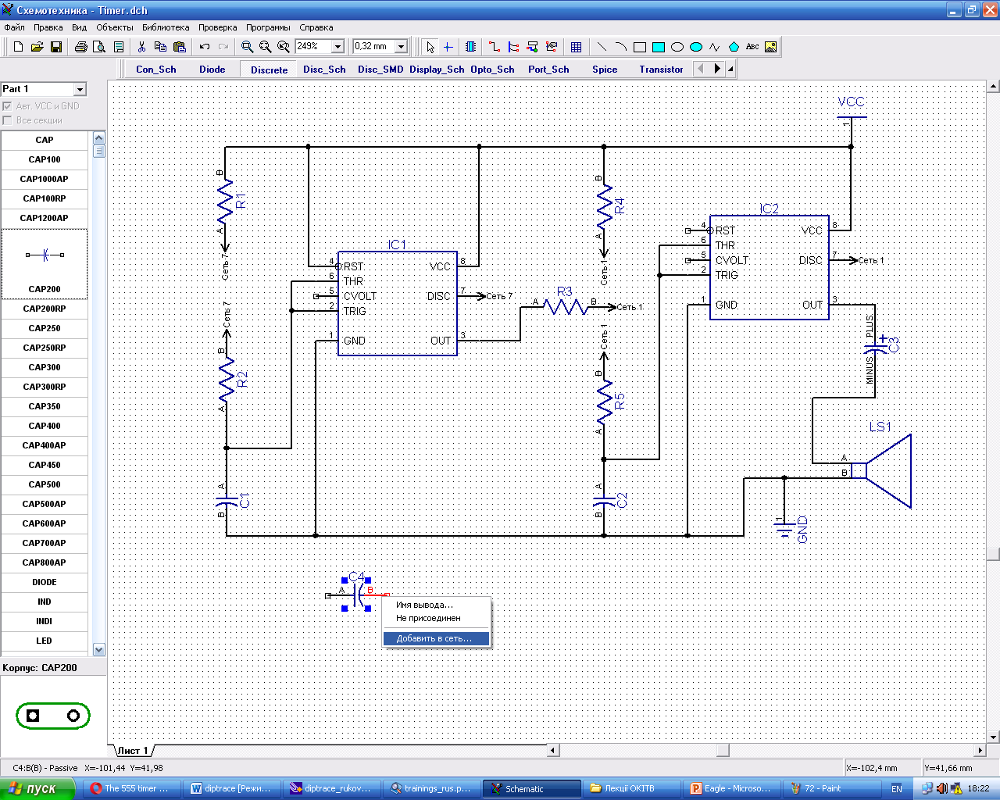 Схемотехника - Timer.dch
Файл Правка Вид Объекты Библиотека Проверка Программы Справка
249% 0,32 mm Abc
Con_Sch Diode Discrete Disc_Sch Disc_SMD Display_Sch Opto_Sch Port_Sch Spice Transistor
Part 1
Авт. VCC и GND
Все секции
CAP
CAP100
CAP1000AP
CAP100RP
CAP1200AP
CAP200
CAP200RP
CAP250
CAP250RP
CAP300
CAP300RP
CAP350
CAP400
CAP400AP
CAP450
CAP500
CAP500AP
CAP600AP
CAP700AP
CAP800AP
DIODE
IND
INDI
LED
Корпус: CAP200
VCC
1
B
R1
A
Сеть 7
Сеть 7
B
R2
A
A
C1
B
IC1
4 RST VCC 8
6 THR
5 CVOLT DISC 7 Сеть 7
2 TRIG
1 GND OUT 3
R3
A B Сеть 1
B
R4
A
Сеть 1
Сеть 1
B
R5
A
A
C2
B
IC2
4 RST VCC 8
6 THR
5 CVOLT DISC 7 Сеть 1
2 TRIG
1 GND OUT 3
PLUS
+
C3
MINUS
LS1
A
B
1
GND
C4
A B
Имя вывода...
Не присоединен
Добавить в сеть...
Лист 1
C4:B(B) - Passive X=-101,44 Y=41,98 X=-102,4 mm Y=41,66 mm
пуск The 555 timer ... diptrace [Режи... diptrace_rukov... trainings_rus.p... Schematic Лекції ОКІТВ Eagle - Microso... 72 - Paint EN 18:22